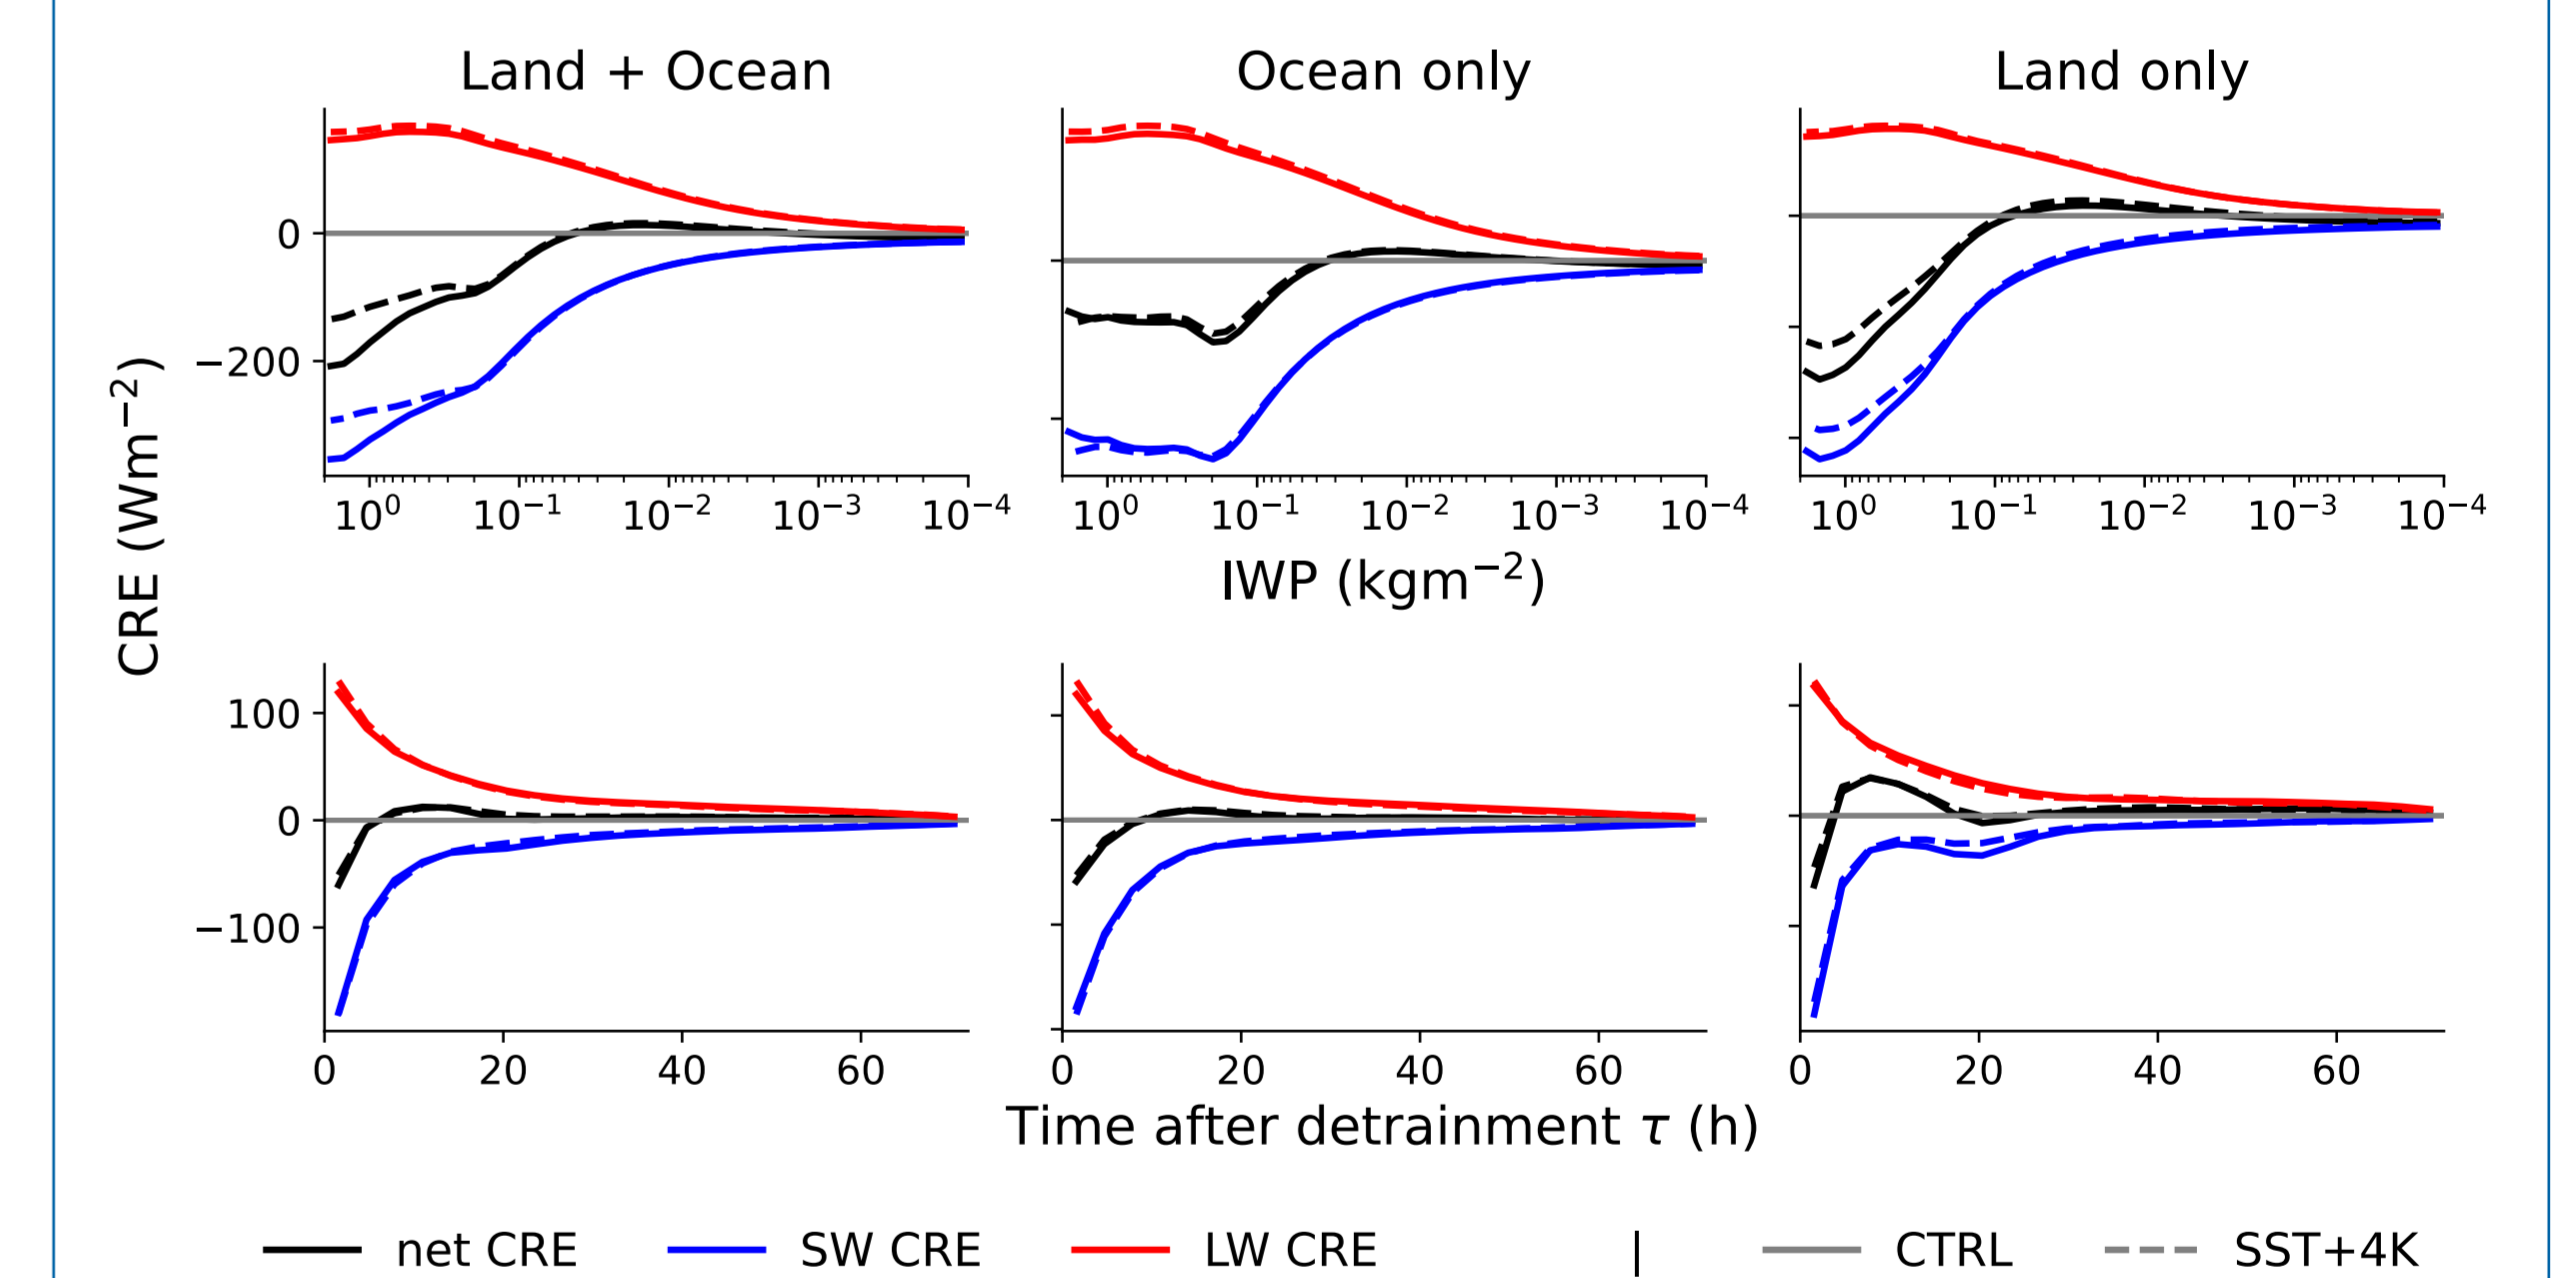 Land + Ocean Ocean only Land only
0
−200
10⁰ 10⁻¹ 10⁻² 10⁻³ 10⁻⁴ 10⁰ 10⁻¹ 10⁻² 10⁻³ 10⁻⁴ 10⁰ 10⁻¹ 10⁻² 10⁻³ 10⁻⁴
IWP (kgm⁻²)
CRE (Wm⁻²)
100
0
−100
0 20 40 60 0 20 40 60 0 20 40 60
Time after detrainment τ (h)
net CRE SW CRE LW CRE | CTRL SST+4K